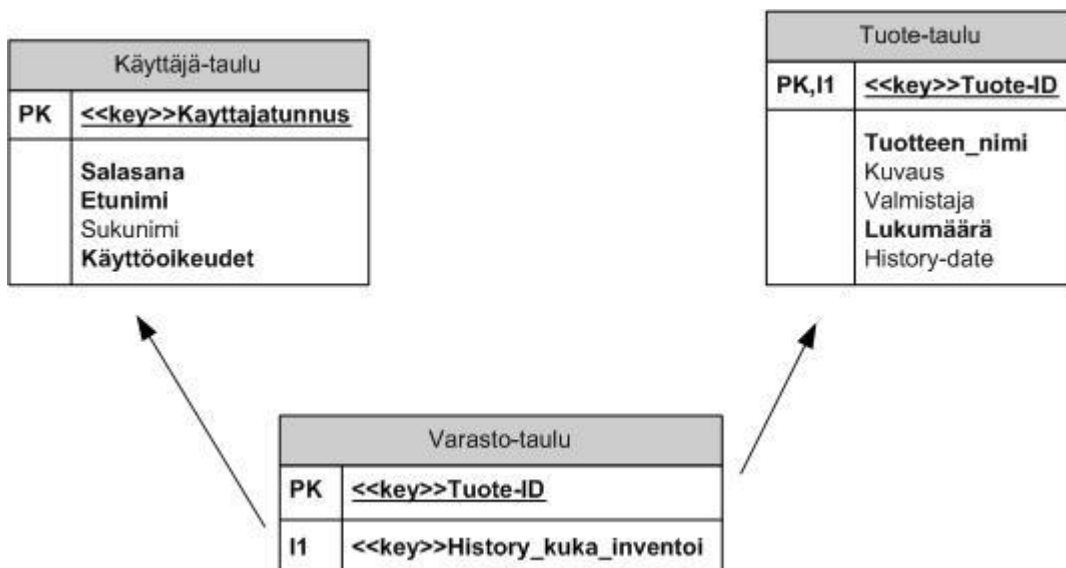 Käyttäjä-taulu
PK <<key>>Kayttajatunnus
Salasana
Etunimi
Sukunimi
Käyttöoikeudet
Tuote-taulu
PK,I1 <<key>>Tuote-ID
Tuotteen_nimi
Kuvaus
Valmistaja
Lukumäärä
History-date
Varasto-taulu
PK <<key>>Tuote-ID
I1 <<key>>History_kuka_inventoi